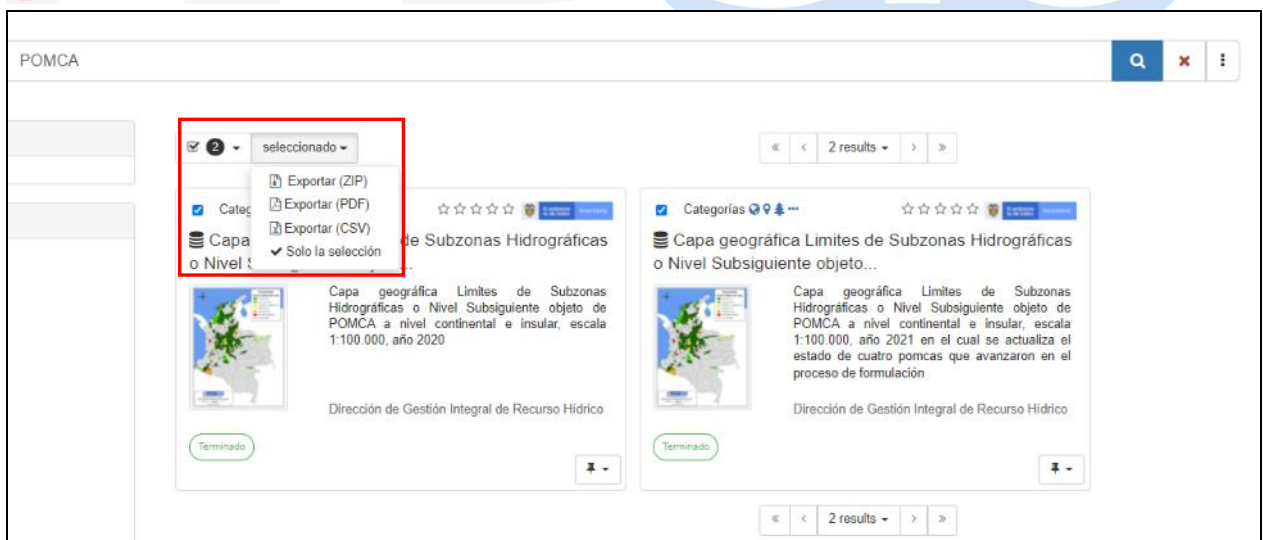 POMCA
2 seleccionado
2 results
Exportar (ZIP)
Exportar (PDF)
Exportar (CSV)
Solo la selección
Categ
Capa de Subzonas Hidrográficas
o Nivel
Capa geográfica Limites de Subzonas
Hidrográficas o Nivel Subsiguiente objeto de
POMCA a nivel continental e insular, escala
1:100.000, año 2020
Dirección de Gestión Integral de Recurso Hídrico
Terminado
Categorías
Capa geográfica Limites de Subzonas Hidrográficas
o Nivel Subsiguiente objeto...
Capa geográfica Limites de Subzonas
Hidrográficas o Nivel Subsiguiente objeto de
POMCA a nivel continental e insular, escala
1:100.000, año 2021 en el cual se actualiza el
estado de cuatro pomcas que avanzaron en el
proceso de formulación
Dirección de Gestión Integral de Recurso Hídrico
Terminado
2 results